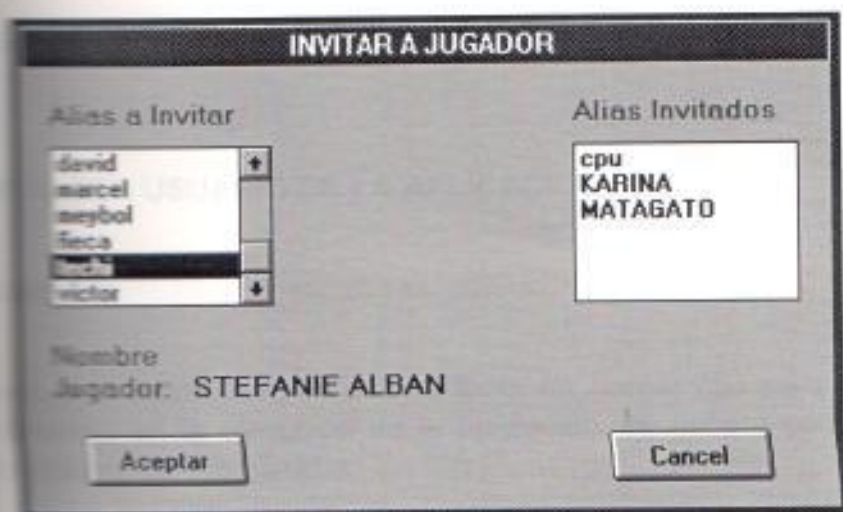 INVITAR A JUGADOR
Alias a Invitar
david
marcel
meybol
fieca
victor
Alias Invitados
cpu
KARINA
MATAGATO
Nombre
Jugador: STEFANIE ALBAN
Aceptar
Cancel